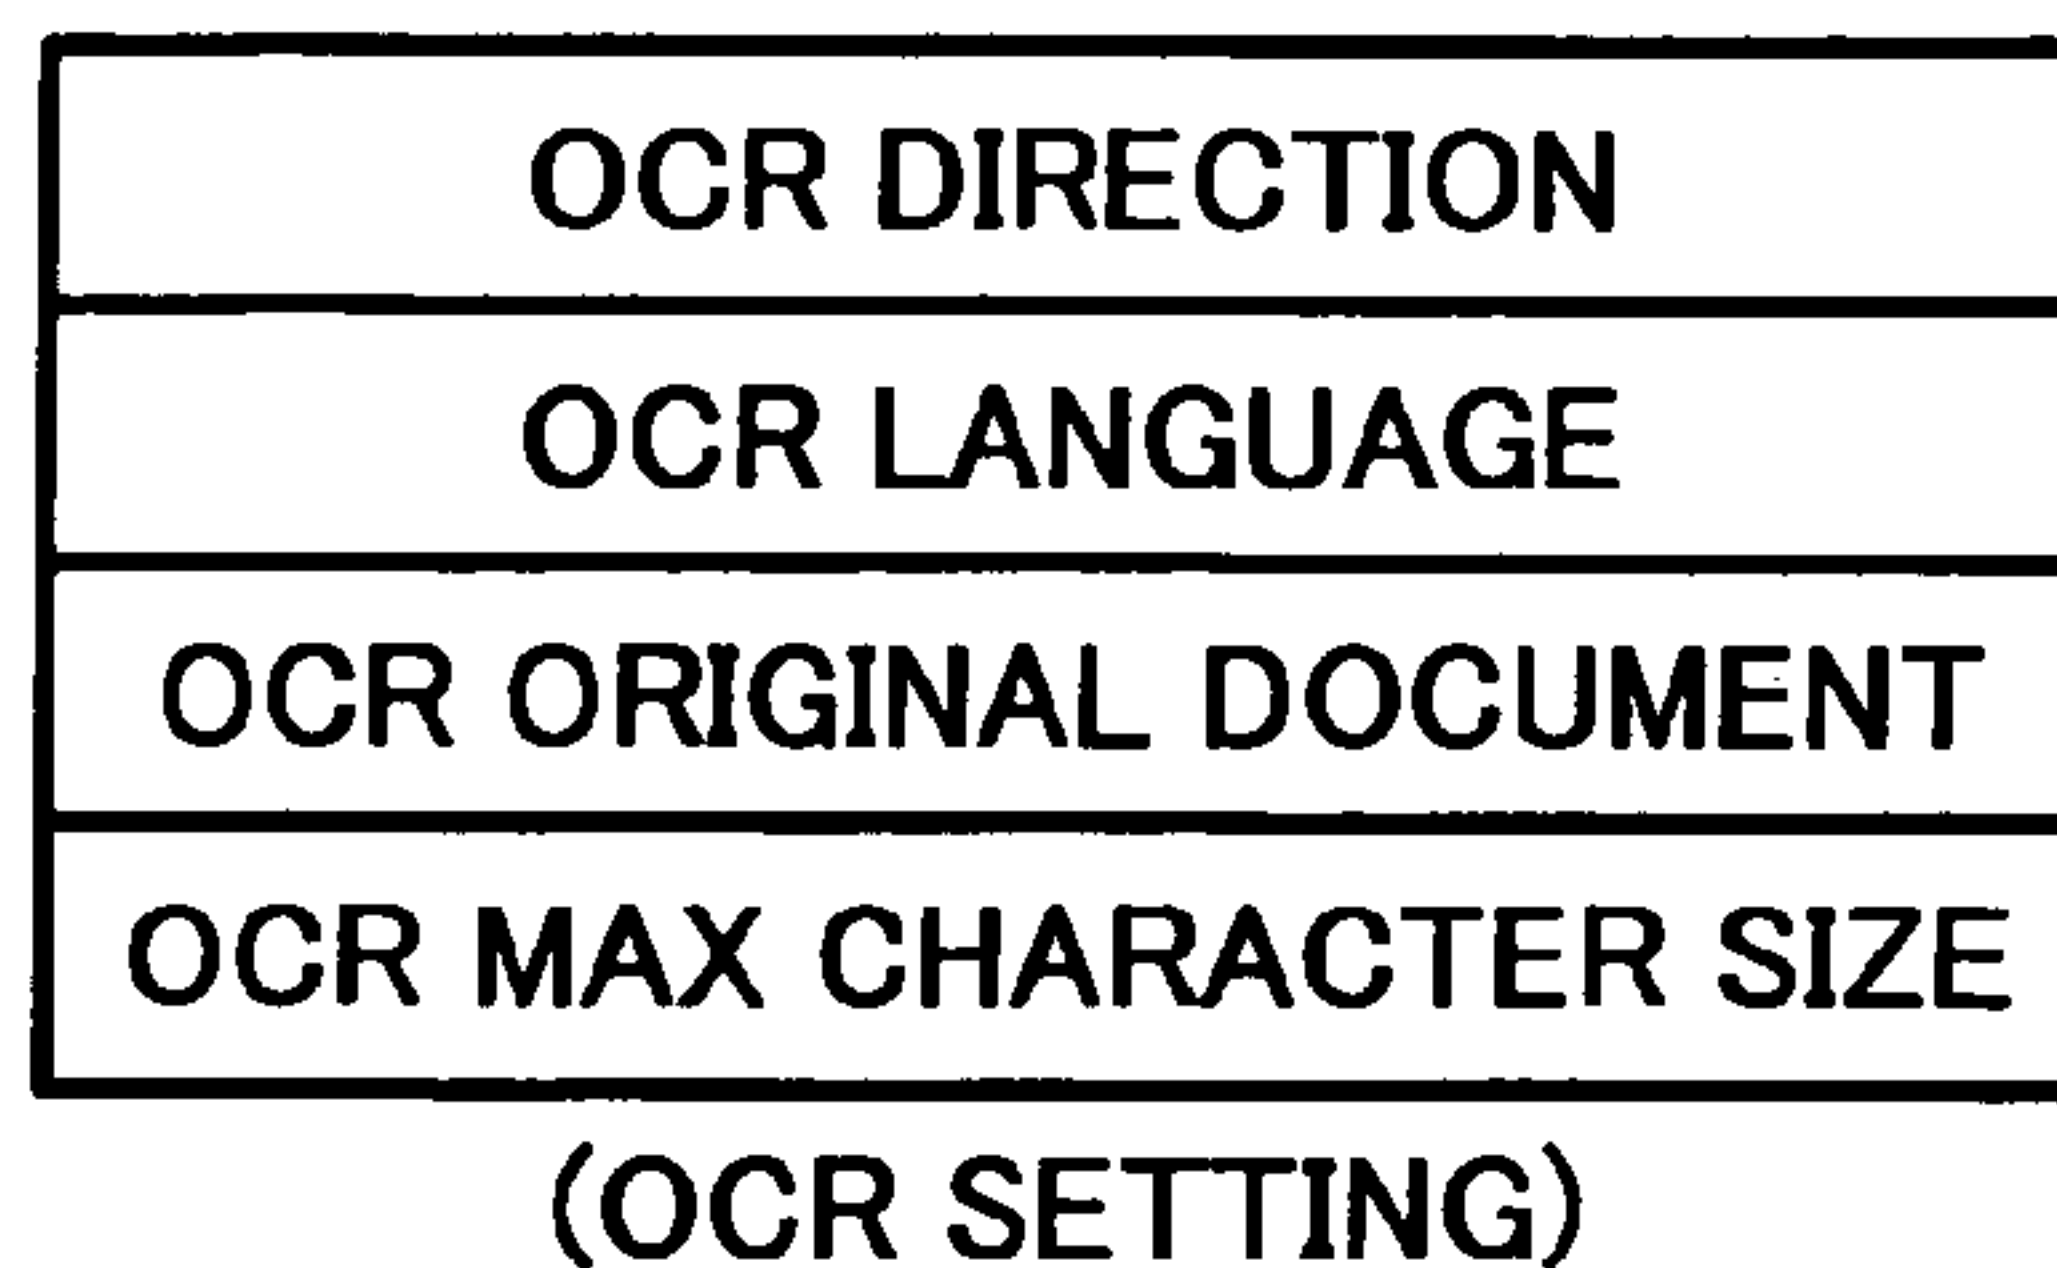 OCR DIRECTION
OCR LANGUAGE
OCR ORIGINAL DOCUMENT
OCR MAX CHARACTER SIZE
(OCR SETTING)